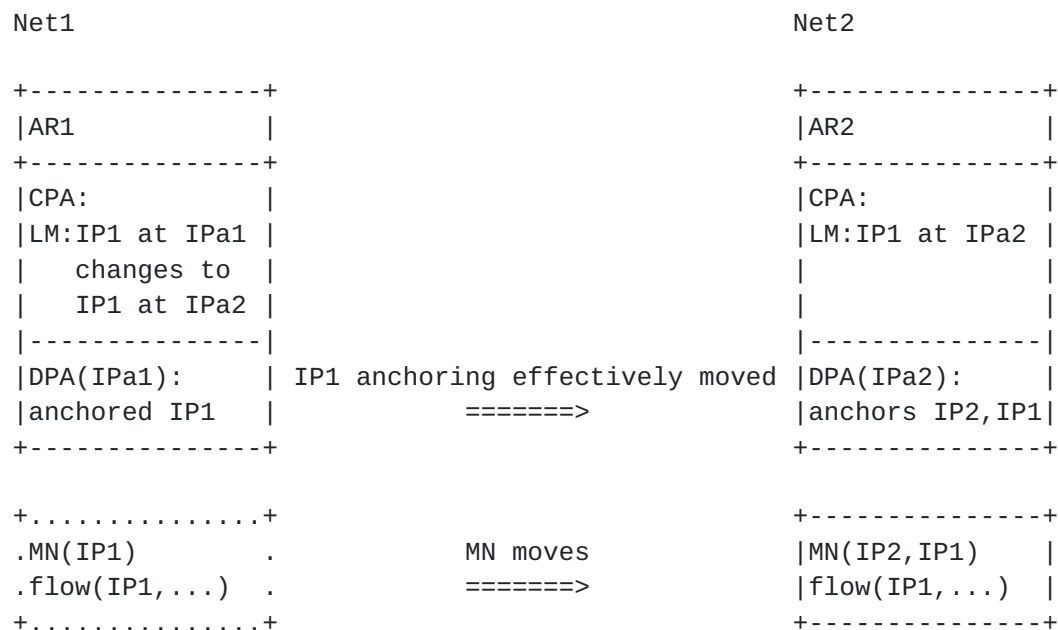 Net1                                                  Net2

+---------------+                                  +---------------+
|AR1            |                                  |AR2            |
+---------------+                                  +---------------+
|CPA:           |                                  |CPA:           |
|LM:IP1 at IPa1 |                                  |LM:IP1 at IPa2 |
|   changes to  |                                  |               |
|   IP1 at IPa2 |                                  |               |
|---------------|                                  |---------------|
|DPA(IPa1):     | IP1 anchoring effectively moved  |DPA(IPa2):     |
|anchored IP1   |            =======>              |anchors IP2,IP1|
+---------------+                                  +---------------+

+...............+                                  +---------------+
.MN(IP1)        .            MN moves              |MN(IP2,IP1)    |
.flow(IP1,...)  .            =======>              |flow(IP1,...)  |
+...............+                                  +---------------+